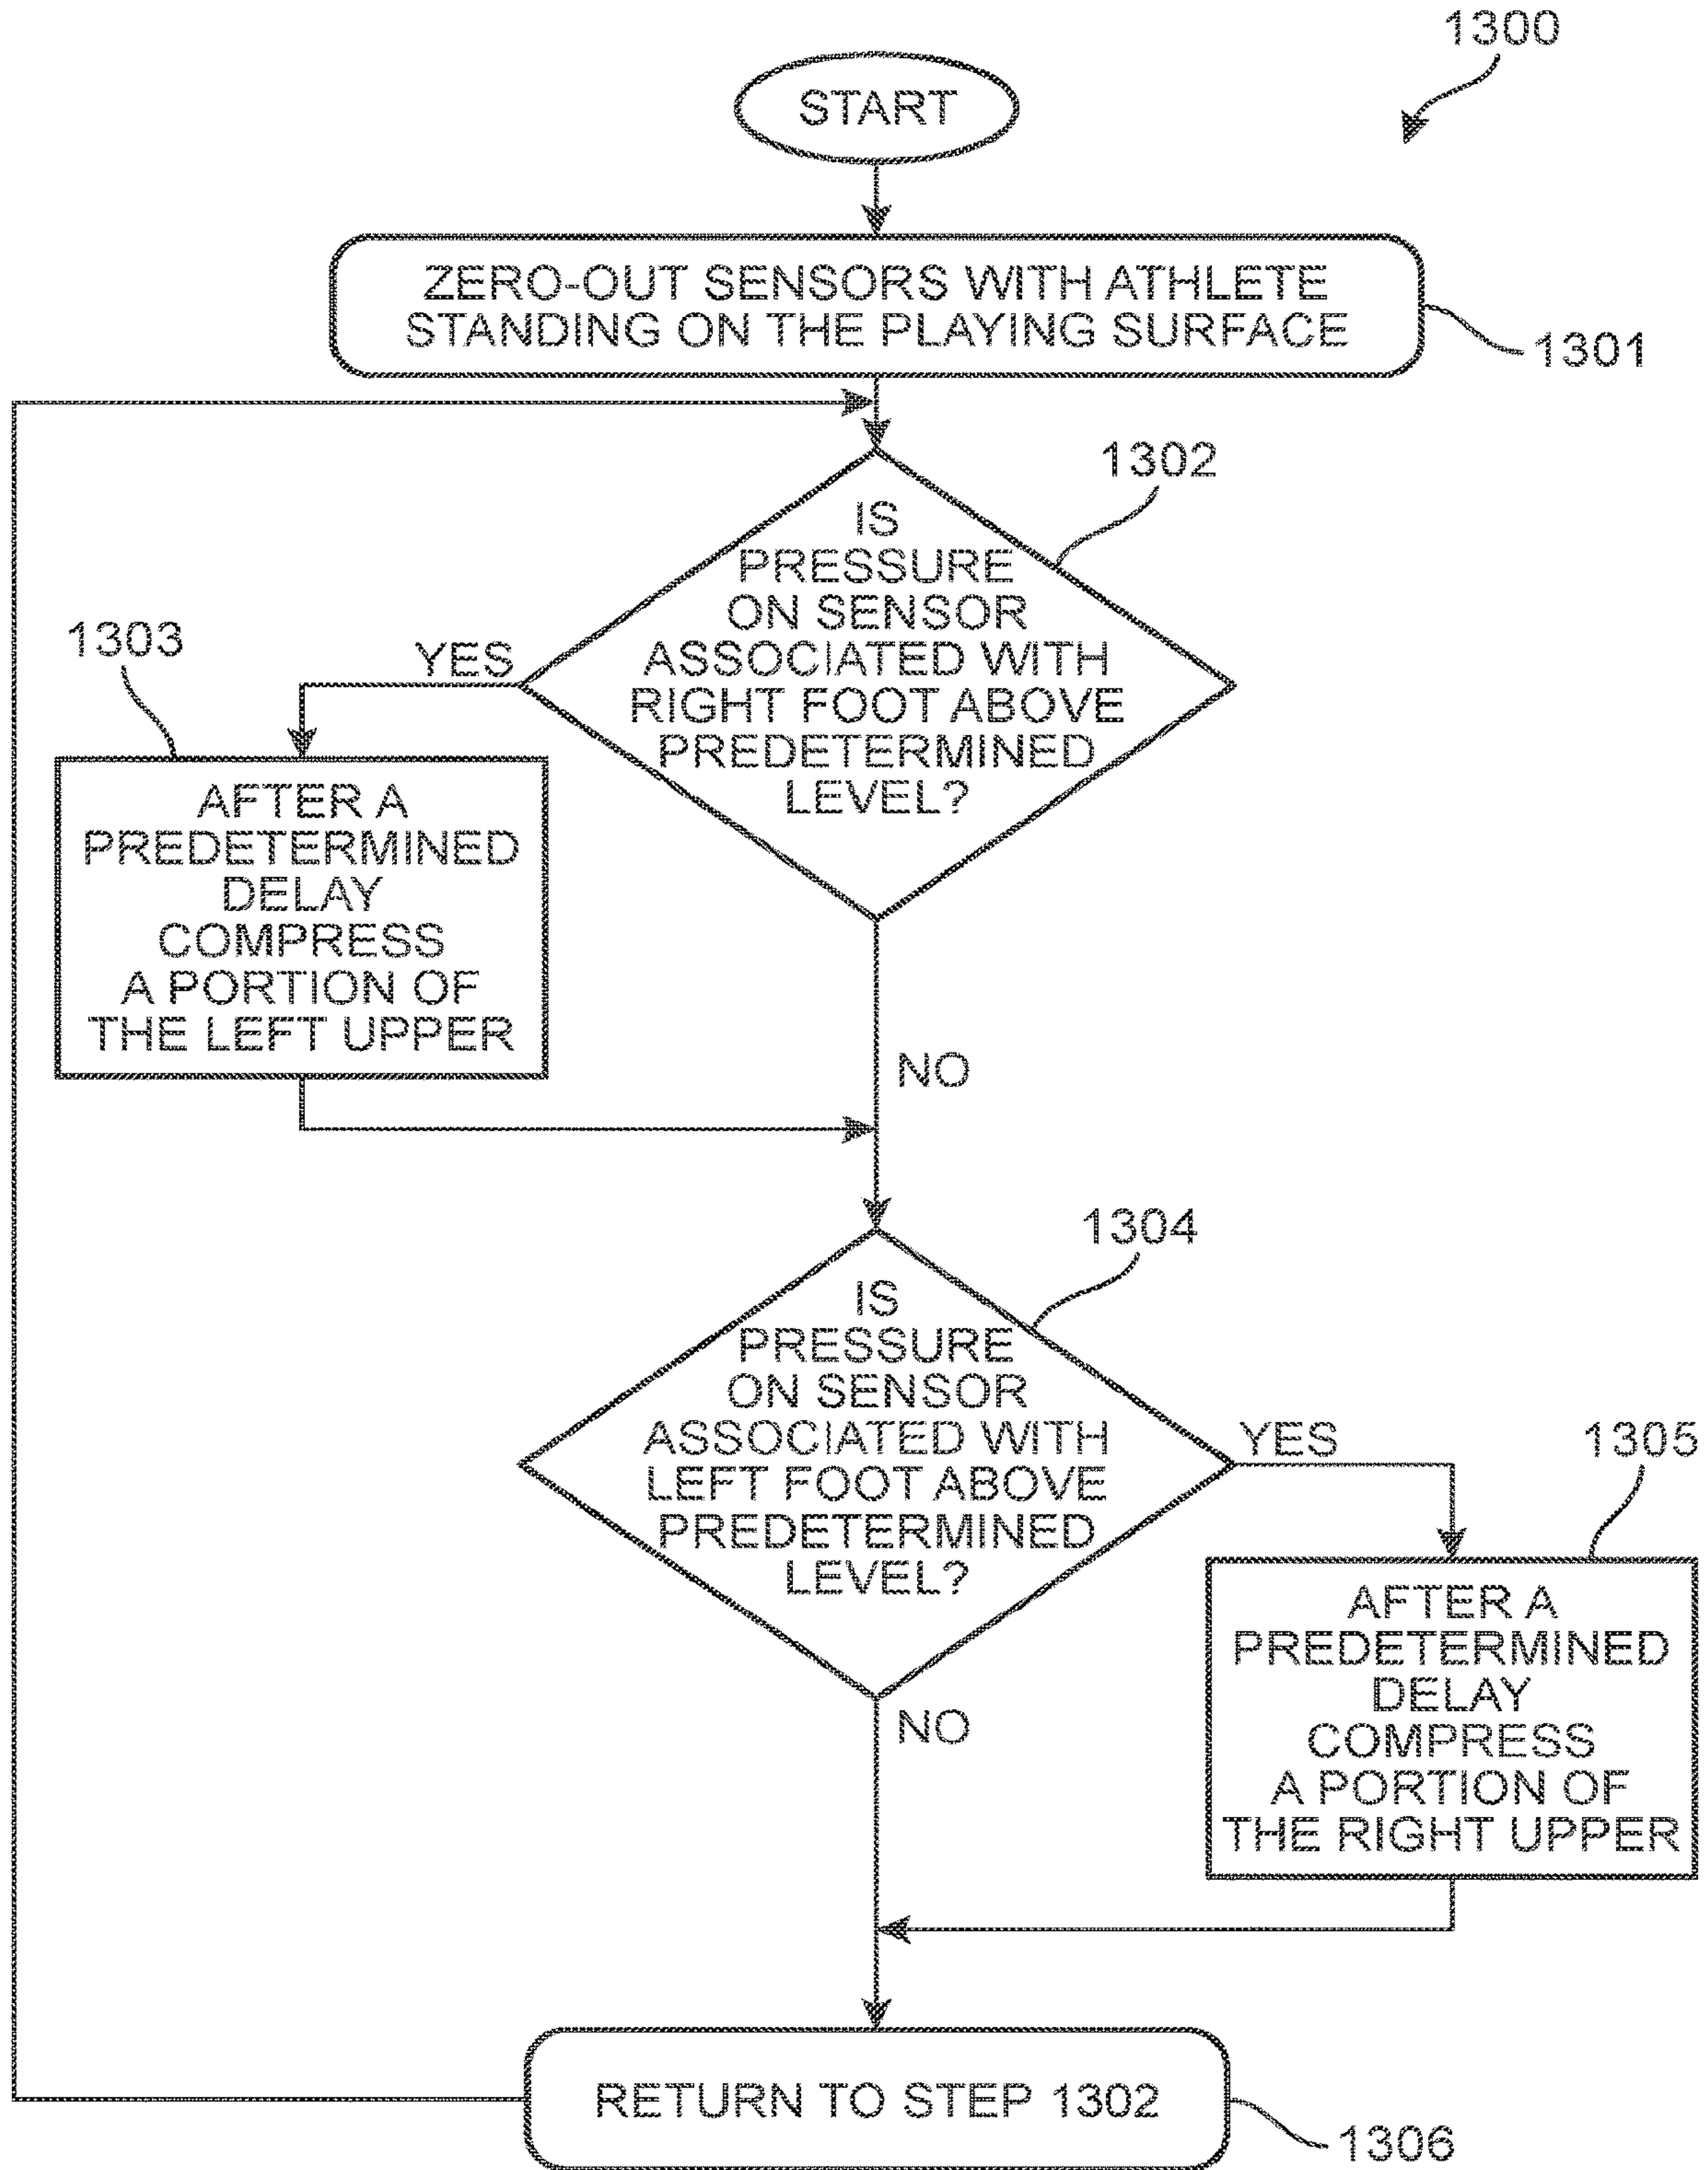 1300
START
ZERO-OUT SENSORS WITH ATHLETE
STANDING ON THE PLAYING SURFACE
1301
1302
IS
PRESSURE
ON SENSOR
ASSOCIATED WITH
RIGHT FOOT ABOVE
PREDETERMINED
LEVEL?
YES
1303
AFTER A
PREDETERMINED
DELAY
COMPRESS
A PORTION OF
THE LEFT UPPER
NO
1304
IS
PRESSURE
ON SENSOR
ASSOCIATED WITH
LEFT FOOT ABOVE
PREDETERMINED
LEVEL?
YES
1305
AFTER A
PREDETERMINED
DELAY
COMPRESS
A PORTION OF
THE RIGHT UPPER
NO
RETURN TO STEP 1302
1306